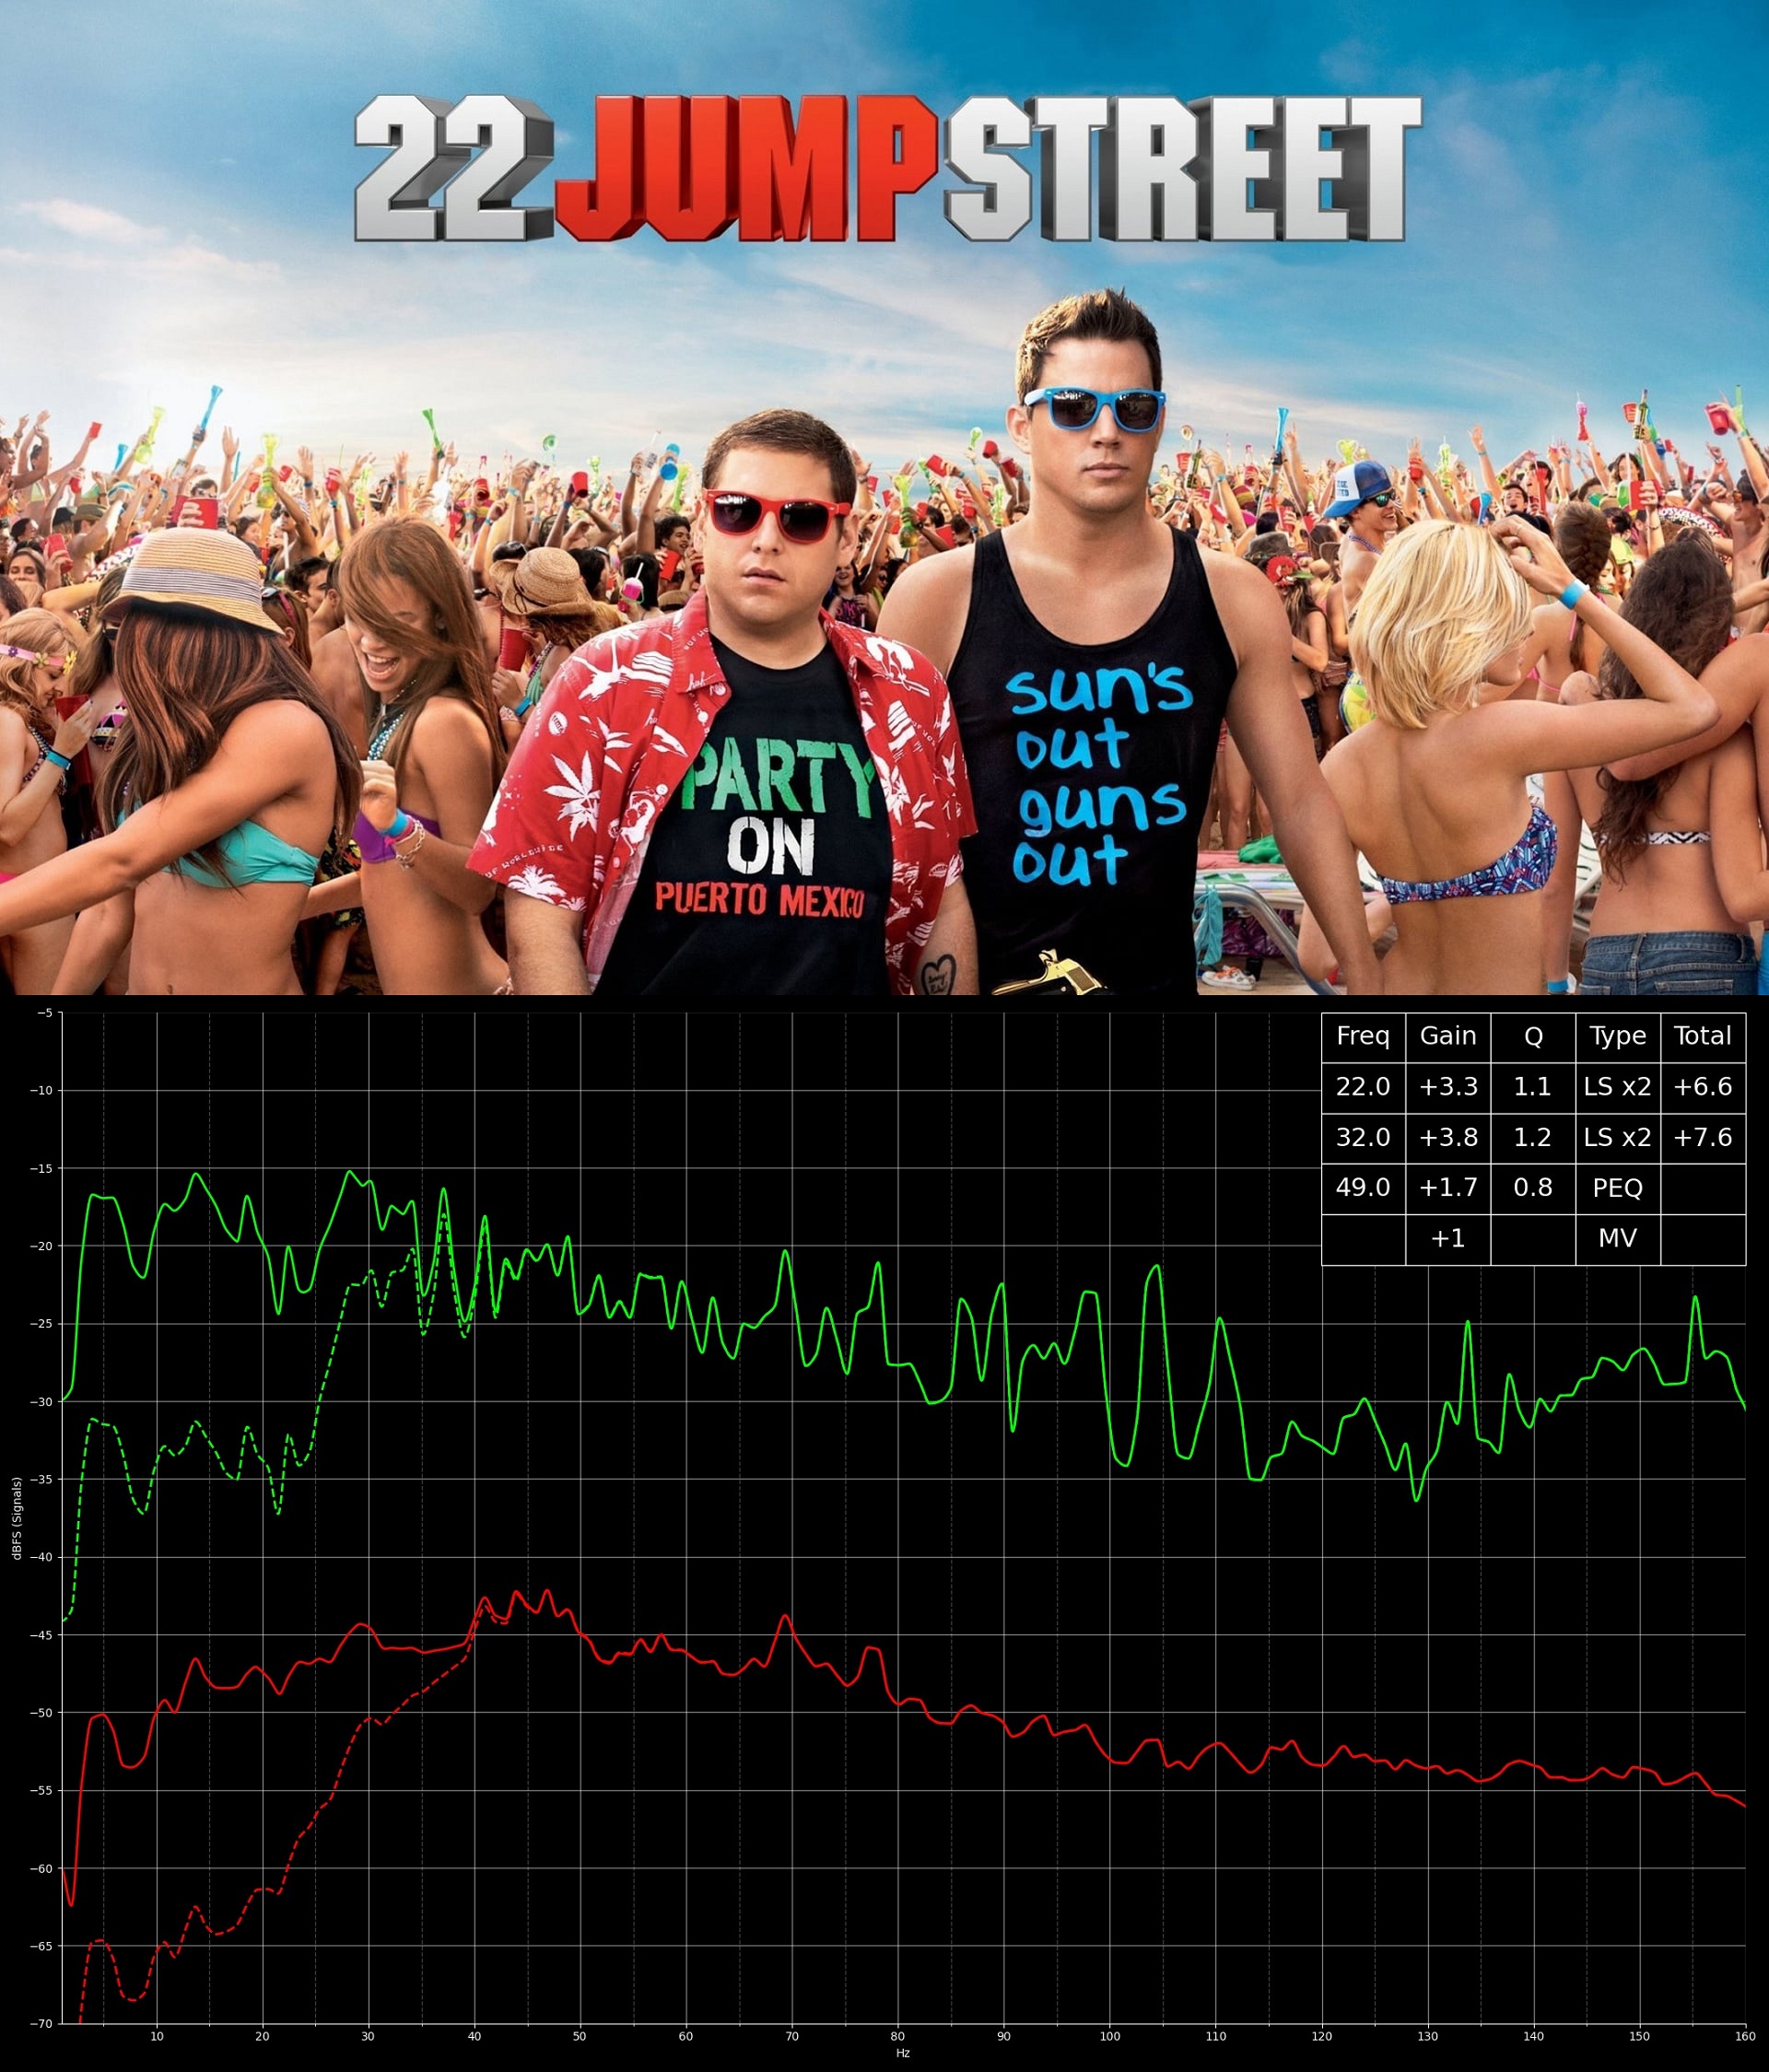 22 JUMP STREET
sun's
out
guns
out
PARTY
ON
PUERTO MEXICO
Freq Gain Q Type Total
22.0 +3.3 1.1 LS x2 +6.6
32.0 +3.8 1.2 LS x2 +7.6
49.0 +1.7 0.8 PEQ
+1 MV
−5
−10
−15
−20
−25
−30
−35
−40
−45
−50
−55
−60
−65
−70
dBFS (Signals)
10 20 30 40 50 60 70 80 90 100 110 120 130 140 150 160
Hz